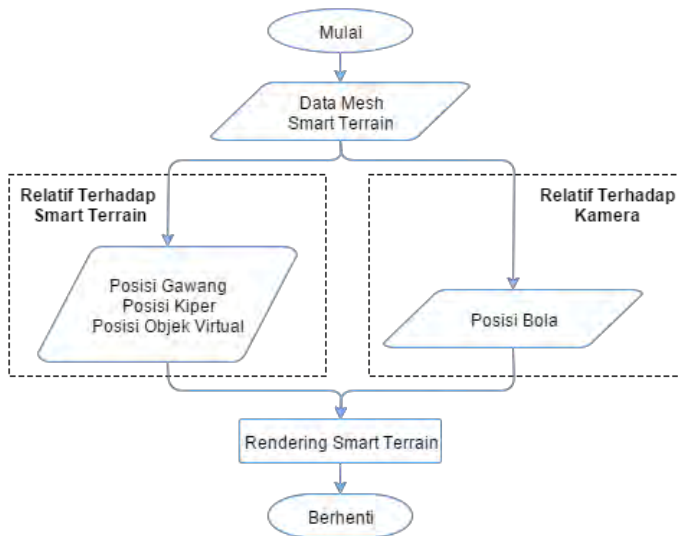 Mulai
Data Mesh
Smart Terrain
Relatif Terhadap
Smart Terrain
Posisi Gawang
Posisi Kiper
Posisi Objek Virtual
Relatif Terhadap
Kamera
Posisi Bola
Rendering Smart Terrain
Berhenti